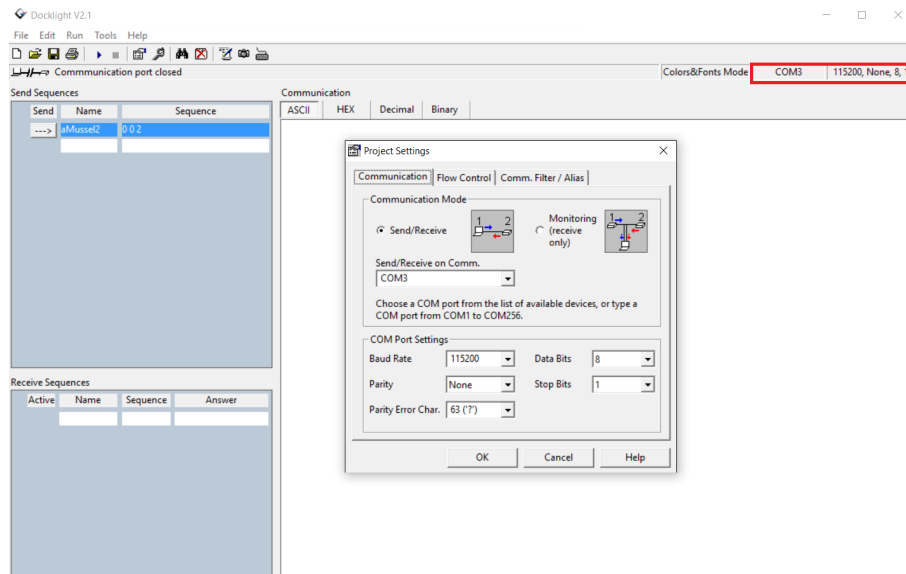 Docklight V2.1
File Edit Run Tools Help
Commmunication port closed
Colors&Fonts Mode COM3 115200, None, 8, 1
Send Sequences
Send Name Sequence
---> aMussel2 0 0 2
Communication
ASCII HEX Decimal Binary
Project Settings
Communication Flow Control Comm. Filter / Alias
Communication Mode
Send/Receive
1 2
Monitoring
(receive
only)
1 2
Send/Receive on Comm.
COM3
Choose a COM port from the list of available devices, or type a
COM port from COM1 to COM256.
COM Port Settings
Baud Rate 115200 Data Bits 8
Parity None Stop Bits 1
Parity Error Char. 63 ('?')
OK Cancel Help
Receive Sequences
Active Name Sequence Answer